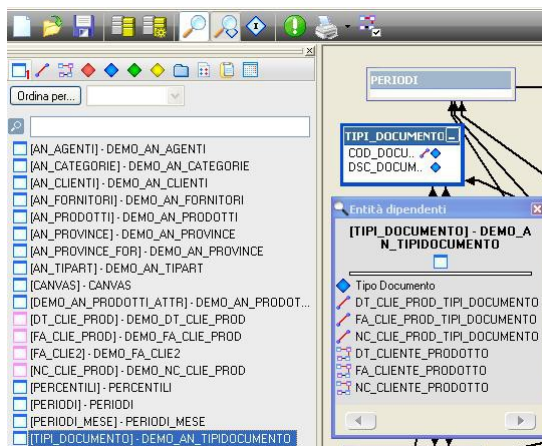 Ordina per...
[AN_AGENTI] - DEMO_AN_AGENTI
[AN_CATEGORIE] - DEMO_AN_CATEGORIE
[AN_CLIENTI] - DEMO_AN_CLIENTI
[AN_FORNITORI] - DEMO_AN_FORNITORI
[AN_PRODOTTI] - DEMO_AN_PRODOTTI
[AN_PROVINCE] - DEMO_AN_PROVINCE
[AN_PROVINCE_FOR] - DEMO_AN_PROVINCE
[AN_TIPART] - DEMO_AN_TIPART
[CANVAS] - CANVAS
[DEMO_AN_PRODOTTI_ATTR] - DEMO_AN_PRODOT...
[DT_CLIE_PROD] - DEMO_DT_CLIE_PROD
[FA_CLIE_PROD] - DEMO_FA_CLIE_PROD
[FA_CLIE2] - DEMO_FA_CLIE2
[NC_CLIE_PROD] - DEMO_NC_CLIE_PROD
[PERCENTILI] - PERCENTILI
[PERIODI] - PERIODI
[PERIODI_MESE] - PERIODI_MESE
[TIPI_DOCUMENTO] - DEMO_AN_TIPIDOCUMENTO
PERIODI
TIPI_DOCUMENTO
COD_DOCU..
DSC_DOCUM..
Entità dipendenti
[TIPI_DOCUMENTO] - DEMO_A
N_TIPIDOCUMENTO
Tipo Documento
DT_CLIE_PROD_TIPI_DOCUMENTO
FA_CLIE_PROD_TIPI_DOCUMENTO
NC_CLIE_PROD_TIPI_DOCUMENTO
DT_CLIENTE_PRODOTTO
FA_CLIENTE_PRODOTTO
NC_CLIENTE_PRODOTTO